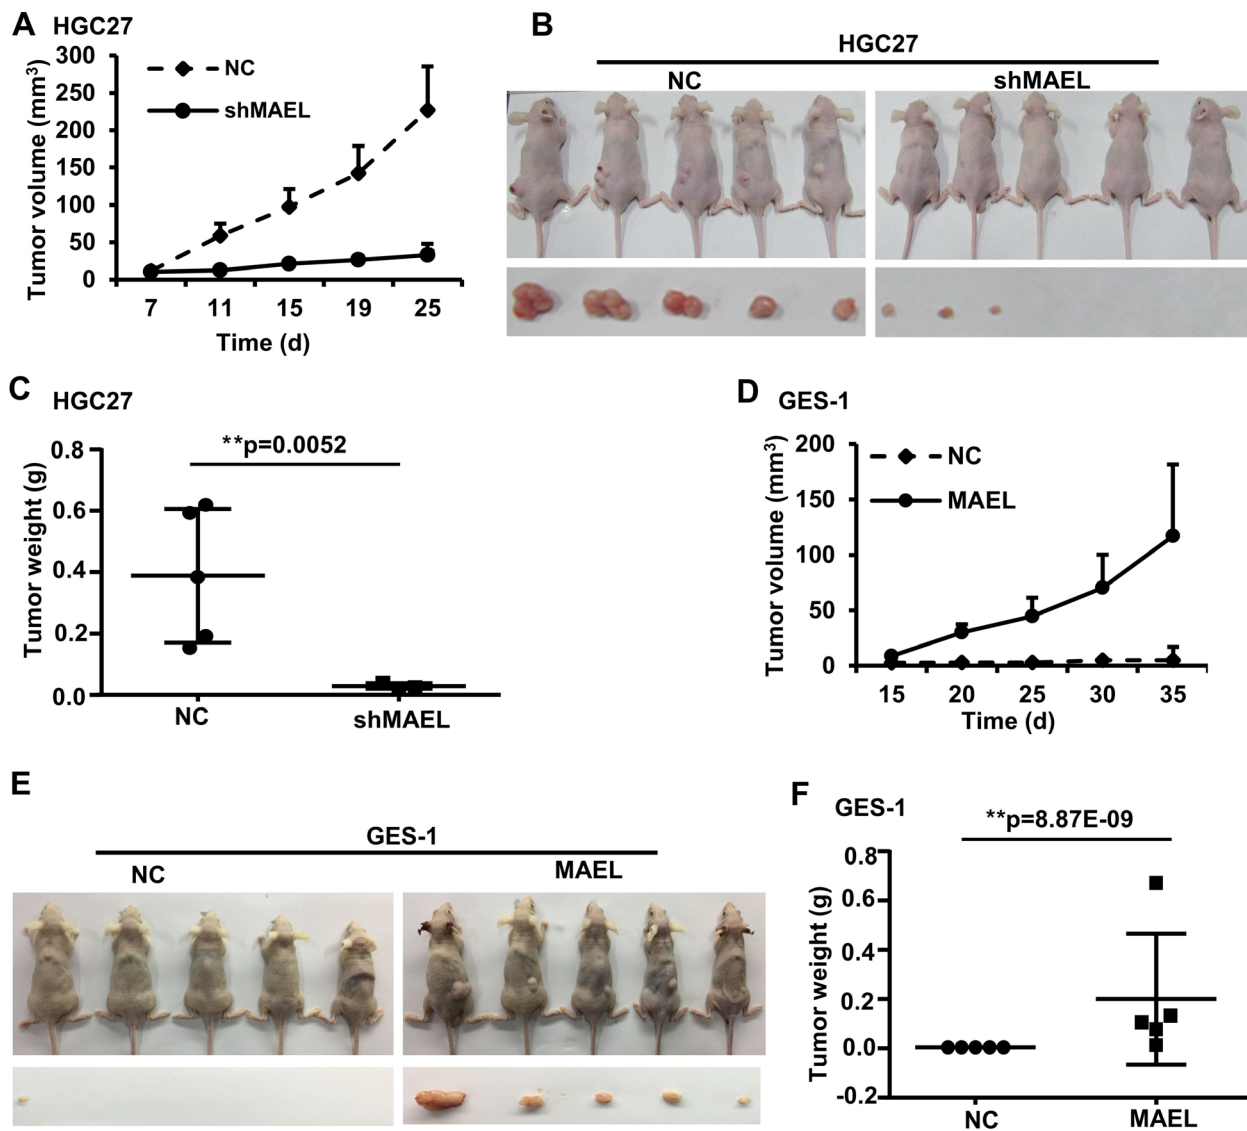 A HGC27
300
250
200
150
100
50
0
Tumor volume (mm³)
NC
shMAEL
7 11 15 19 25
Time (d)
B
HGC27
NC shMAEL
C HGC27
**p=0.0052
0.8
0.6
0.4
0.2
0.0
Tumor weight (g)
NC shMAEL
D GES-1
200
150
100
50
0
Tumor volume (mm³)
NC
MAEL
15 20 25 30 35
Time (d)
E
GES-1
NC MAEL
F GES-1
**p=8.87E-09
0.8
0.6
0.4
0.2
0.0
-0.2
Tumor weight (g)
NC MAEL